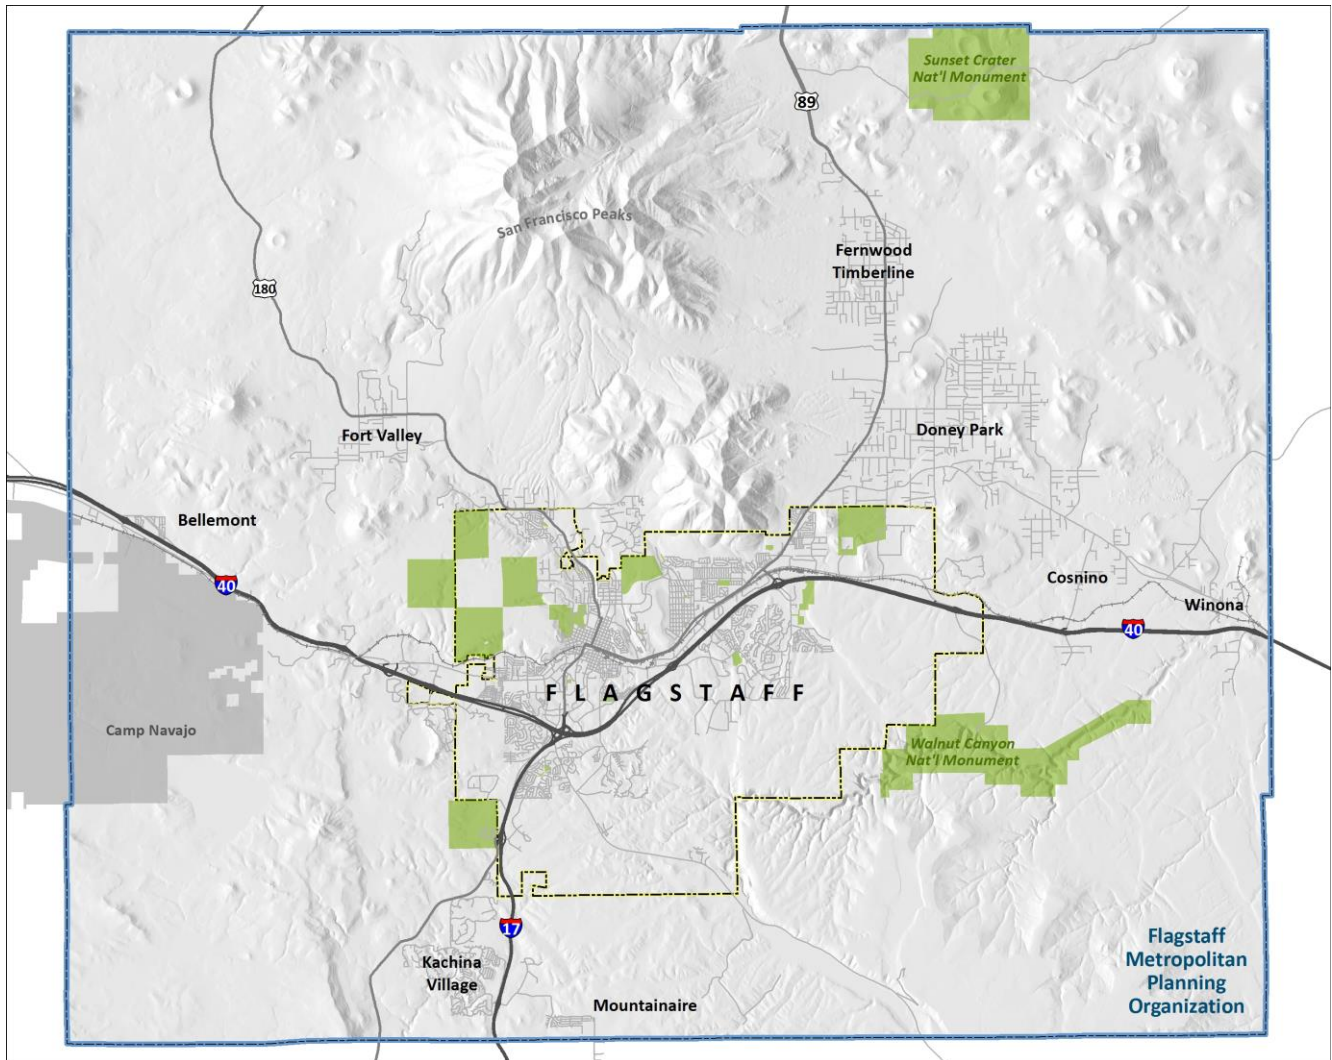 Sunset Crater
Nat'l Monument
89
San Francisco Peaks
Fernwood
Timberline
180
Fort Valley
Doney Park
Bellemont
40
Cosnino
Winona
40
FLAGSTAFF
Camp Navajo
Walnut Canyon
Nat'l Monument
17
Kachina
Village
Mountainaire
Flagstaff
Metropolitan
Planning
Organization